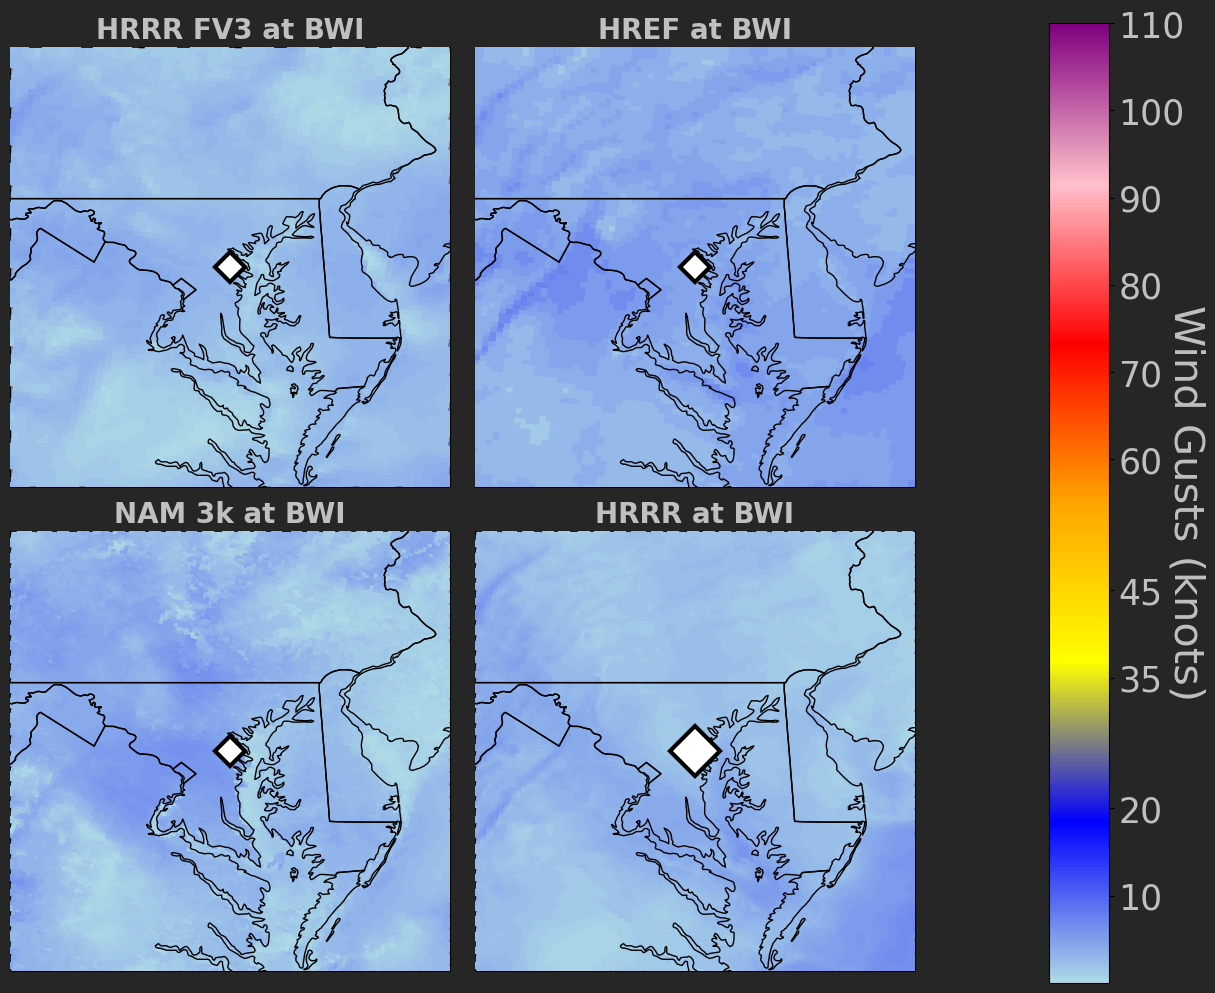 HRRR FV3 at BWI
HREF at BWI
NAM 3k at BWI
HRRR at BWI
110
100
90
80
70
60
45
35
20
10
Wind Gusts (knots)